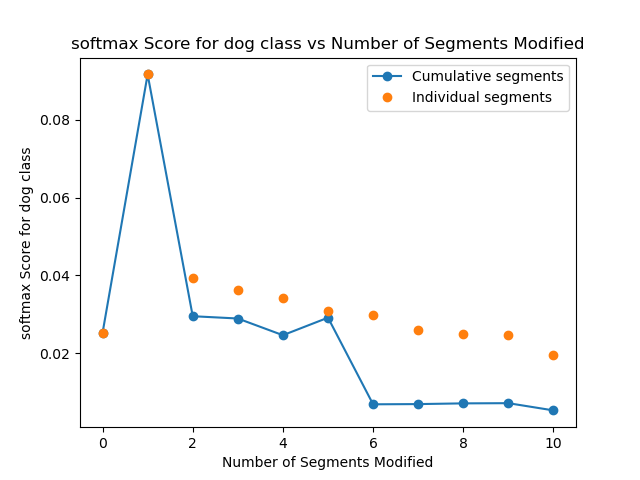 softmax Score for dog class vs Number of Segments Modified
Cumulative segments
Individual segments
softmax Score for dog class
0.08
0.06
0.04
0.02
0 2 4 6 8 10
Number of Segments Modified